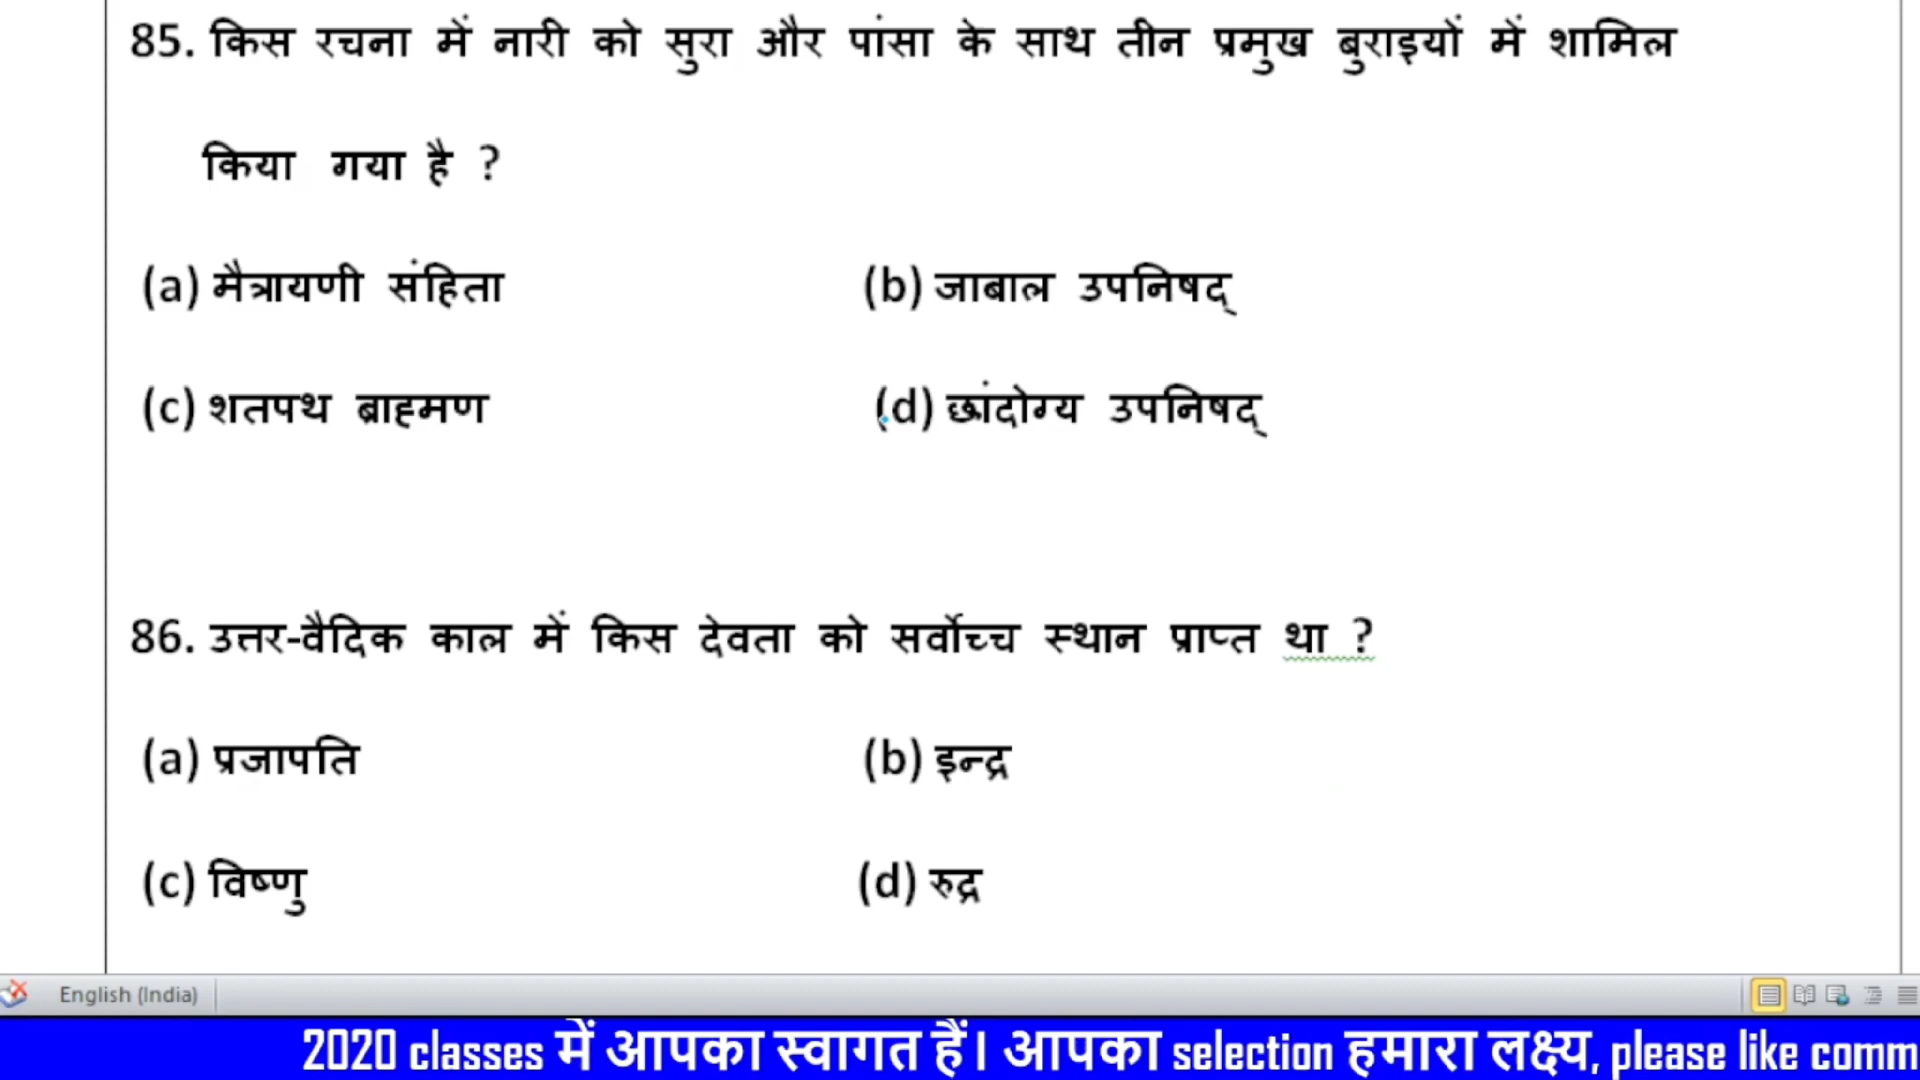 85. किस रचना में नारी को सुरा और पांसा के साथ तीन प्रमुख बुराइयों में शामिल
किया गया है ?
(a) मैत्रायणी संहिता (b) जाबाल उपनिषद्
(c) शतपथ ब्राह्मण (d) छांदोग्य उपनिषद्
86. उत्तर-वैदिक काल में किस देवता को सर्वोच्च स्थान प्राप्त था ?
(a) प्रजापति (b) इन्द्र
(c) विष्णु (d) रुद्र
English (India)
2020 classes में आपका स्वागत हैं। आपका selection हमारा लक्ष्य, please like comm